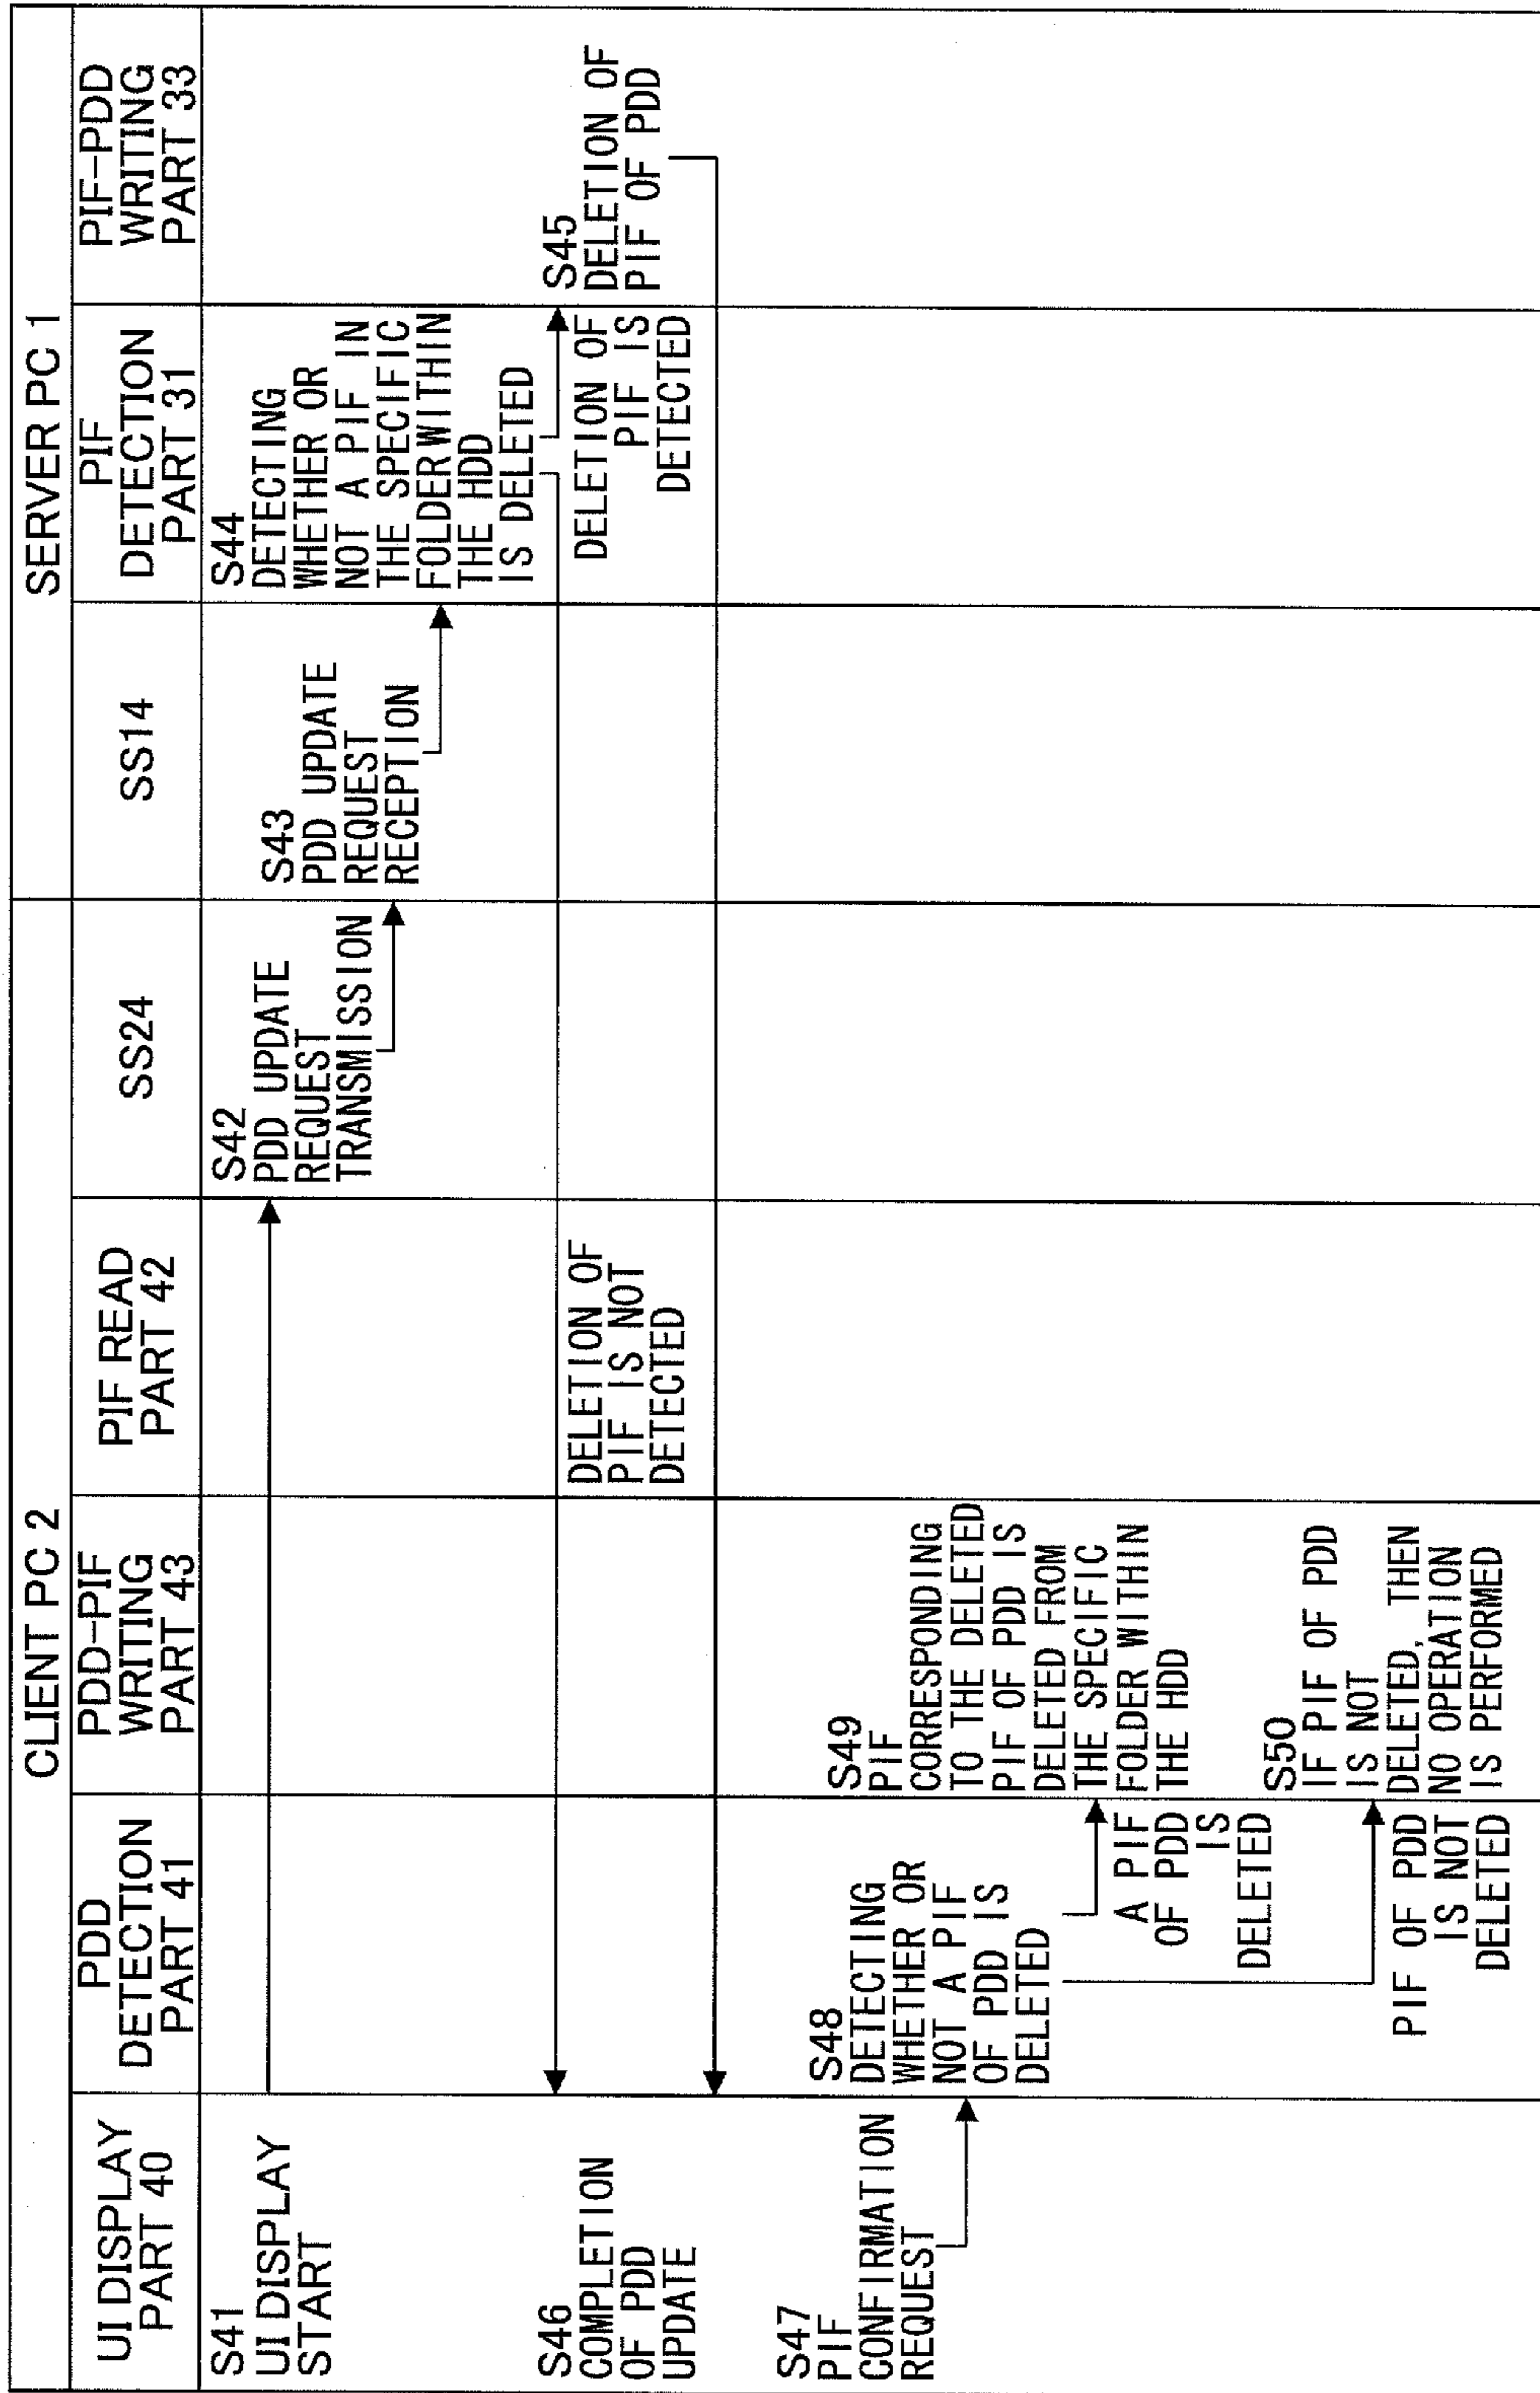 CLIENT PC 2
SERVER PC 1
UI DISPLAY
PART 40
PDD
DETECTION
PART 41
PDD-PIF
WRITING
PART 43
PIF READ
PART 42
SS24
SS14
PIF
DETECTION
PART 31
PIF-PDD
WRITING
PART 33
S41
UI DISPLAY
START
S42
PDD UPDATE
REQUEST
TRANSMISSION
S43
PDD UPDATE
REQUEST
RECEPTION
S44
DETECTING
WHETHER OR
NOT A PIF IN
THE SPECIFIC
FOLDERWITHIN
THE HDD
IS DELETED
DELETION OF
PIF IS
DETECTED
S45
DELETION OF
PIF OF PDD
DELETION OF
PIF IS NOT
DETECTED
S46
COMPLETION
OF PDD
UPDATE
S47
PIF
CONFIRMATION
REQUEST
S48
DETECTING
WHETHER OR
NOT A PIF
OF PDD IS
DELETED
A PIF
OF PDD
IS
DELETED
S49
PIF
CORRESPONDING
TO THE DELETED
PIF OF PDD IS
DELETED FROM
THE SPECIFIC
FOLDER WITHIN
THE HDD
PIF OF PDD
IS NOT
DELETED
S50
IF PIF OF PDD
IS NOT
DELETED, THEN
NO OPERATION
IS PERFORMED